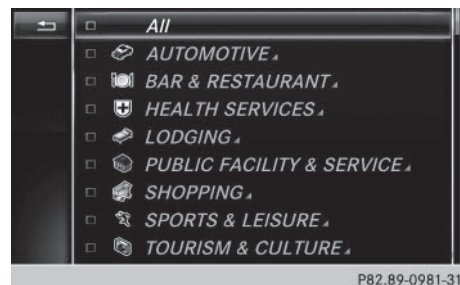 All
AUTOMOTIVE
BAR & RESTAURANT
HEALTH SERVICES
LODGING
PUBLIC FACILITY & SERVICE
SHOPPING
SPORTS & LEISURE
TOURISM & CULTURE
P82.89-0981-31